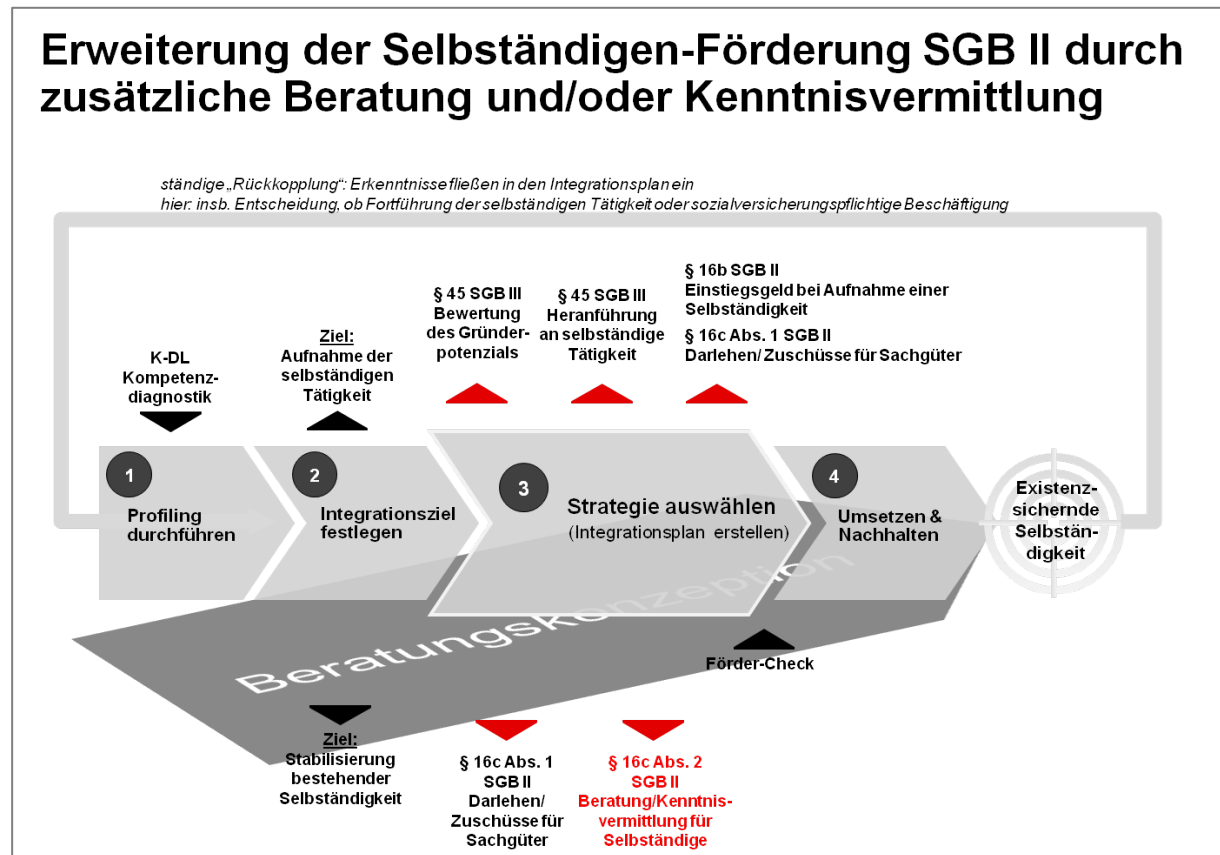 Erweiterung der Selbständigen-Förderung SGB II durch
zusätzliche Beratung und/oder Kenntnisvermittlung
ständige „Rückkopplung“: Erkenntnisse fließen in den Integrationsplan ein
hier: insb. Entscheidung, ob Fortführung der selbständigen Tätigkeit oder sozialversicherungspflichtige Beschäftigung
K-DL
Kompetenz-
diagnostik
Ziel:
Aufnahme der
selbständigen
Tätigkeit
§ 45 SGB III
Bewertung
des Gründer-
potenzials
§ 45 SGB III
Heranführung
an selbständige
Tätigkeit
§ 16b SGB II
Einstiegsgeld bei Aufnahme einer
Selbständigkeit
§ 16c Abs. 1 SGB II
Darlehen/ Zuschüsse für Sachgüter
1
Profiling
durchführen
2
Integrationsziel
festlegen
3
Strategie auswählen
(Integrationsplan erstellen)
4
Umsetzen &
Nachhalten
Existenz-
sichernde
Selbstän-
digkeit
Beratungskonzeption
Förder-Check
Ziel:
Stabilisierung
bestehender
Selbständigkeit
§ 16c Abs. 1
SGB II
Darlehen/
Zuschüsse für
Sachgüter
§ 16c Abs. 2
SGB II
Beratung/Kenntnis-
vermittlung für
Selbständige